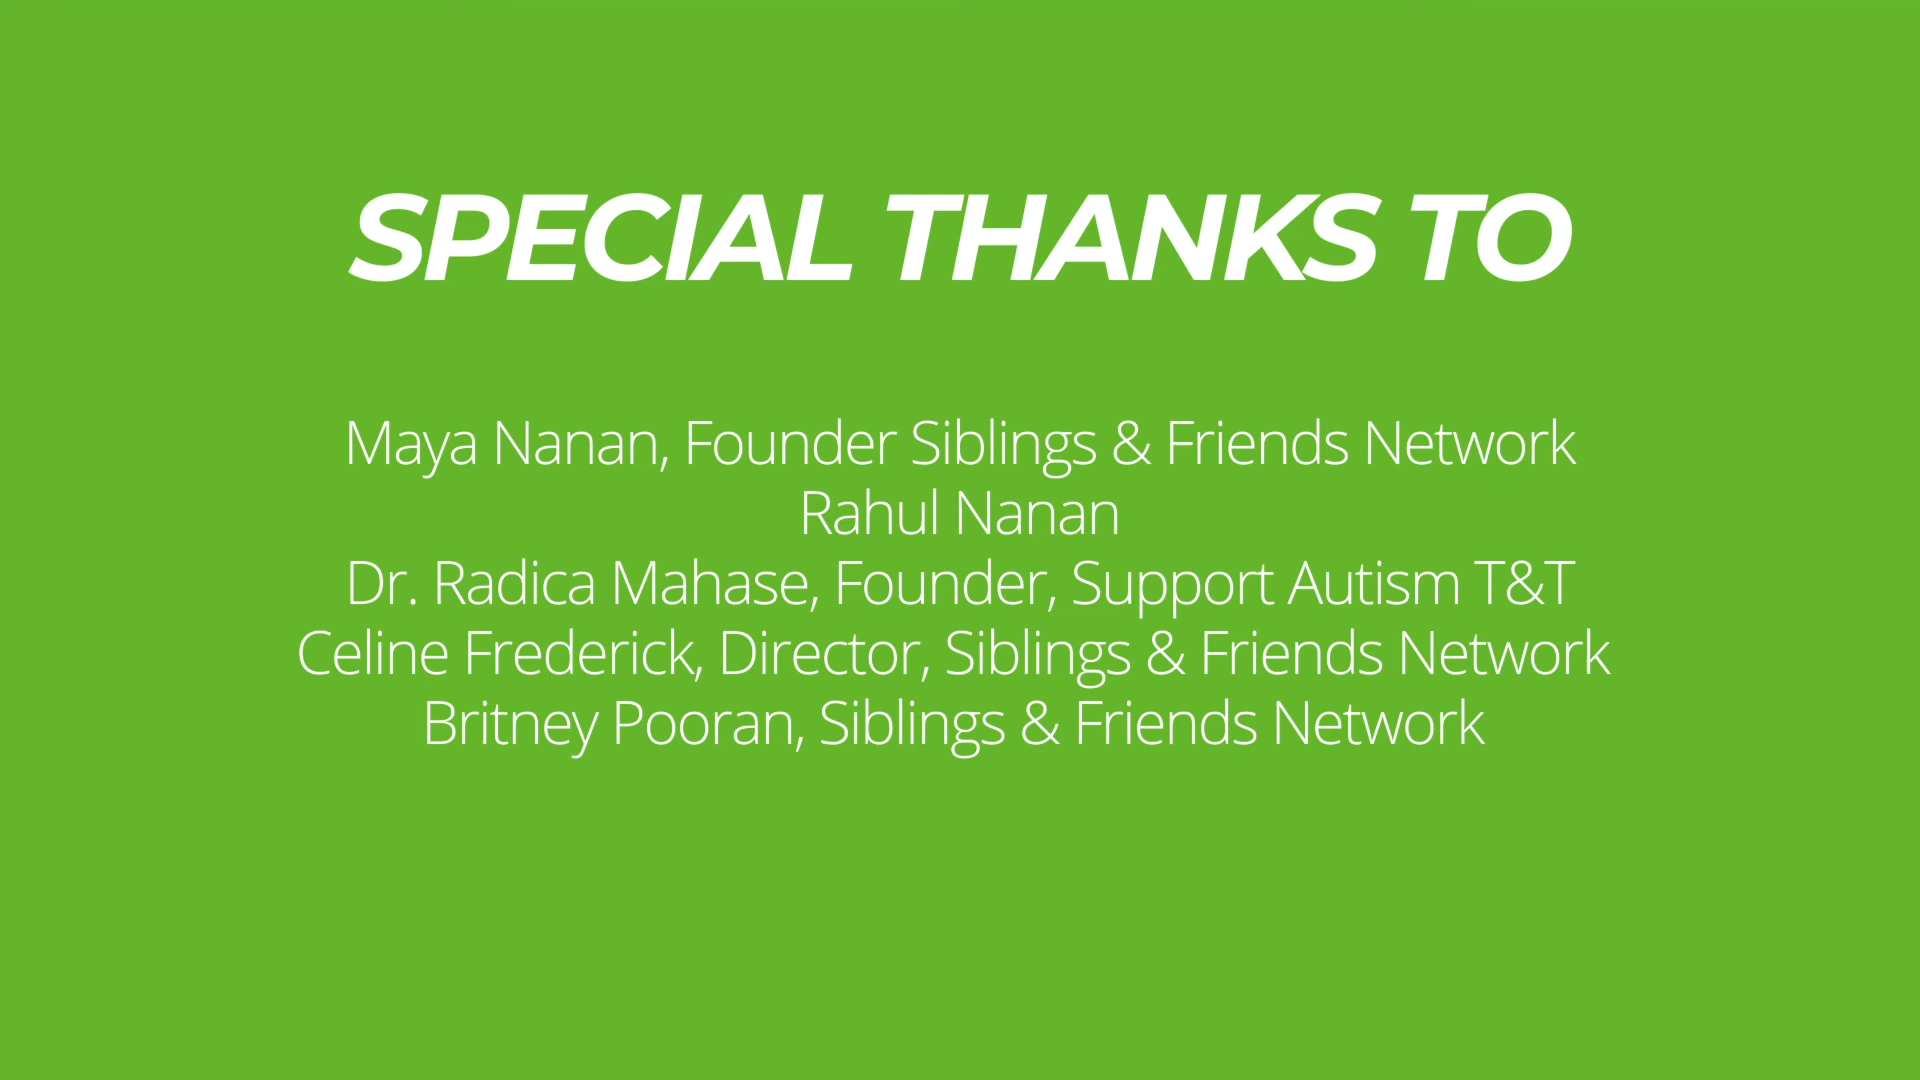 SPECIAL THANKS TO
Maya Nanan, Founder Siblings & Friends Network
Rahul Nanan
Dr. Radica Mahase, Founder, Support Autism T&T
Celine Frederick, Director, Siblings & Friends Network
Britney Pooran, Siblings & Friends Network